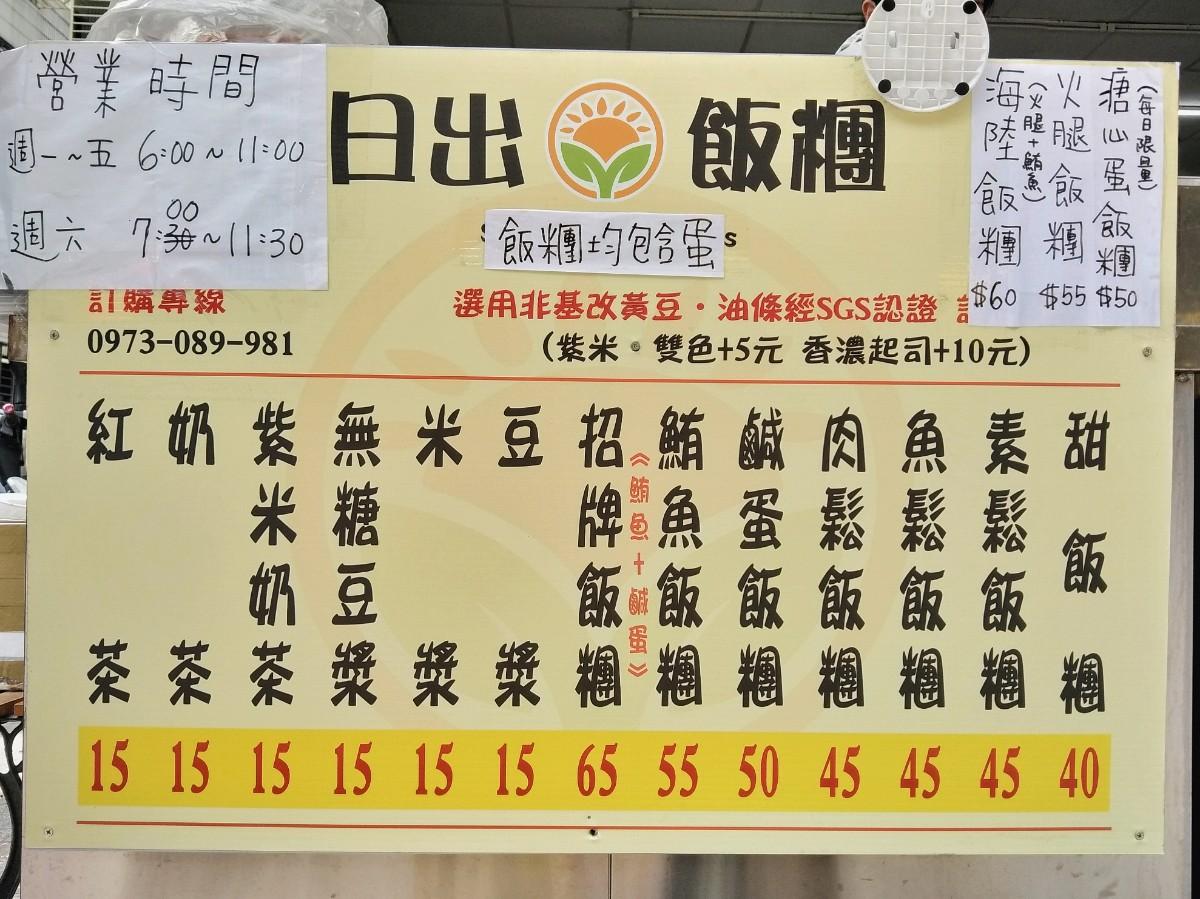 營業時間
週一~五 6:00~11:00
週六 7:30~11:30
00
日出 飯糰
飯糰均包含蛋
s
糖心蛋飯糰 $50
(每日限量)
火腿飯糰 $55
海陸飯糰 $60
(火腿+鮪魚)
訂購專線
0973-089-981
選用非基改黃豆·油條經SGS認證
(紫米。雙色+5元 香濃起司+10元)
甜飯糰 40
素鬆飯糰 45
魚鬆飯糰 45
肉鬆飯糰 45
鹹蛋飯糰 50
鮪魚飯糰 55
《鮪魚+鹹蛋》
招牌飯糰 65
豆漿 15
米漿 15
無糖豆漿 15
紫米奶茶 15
奶茶 15
紅茶 15